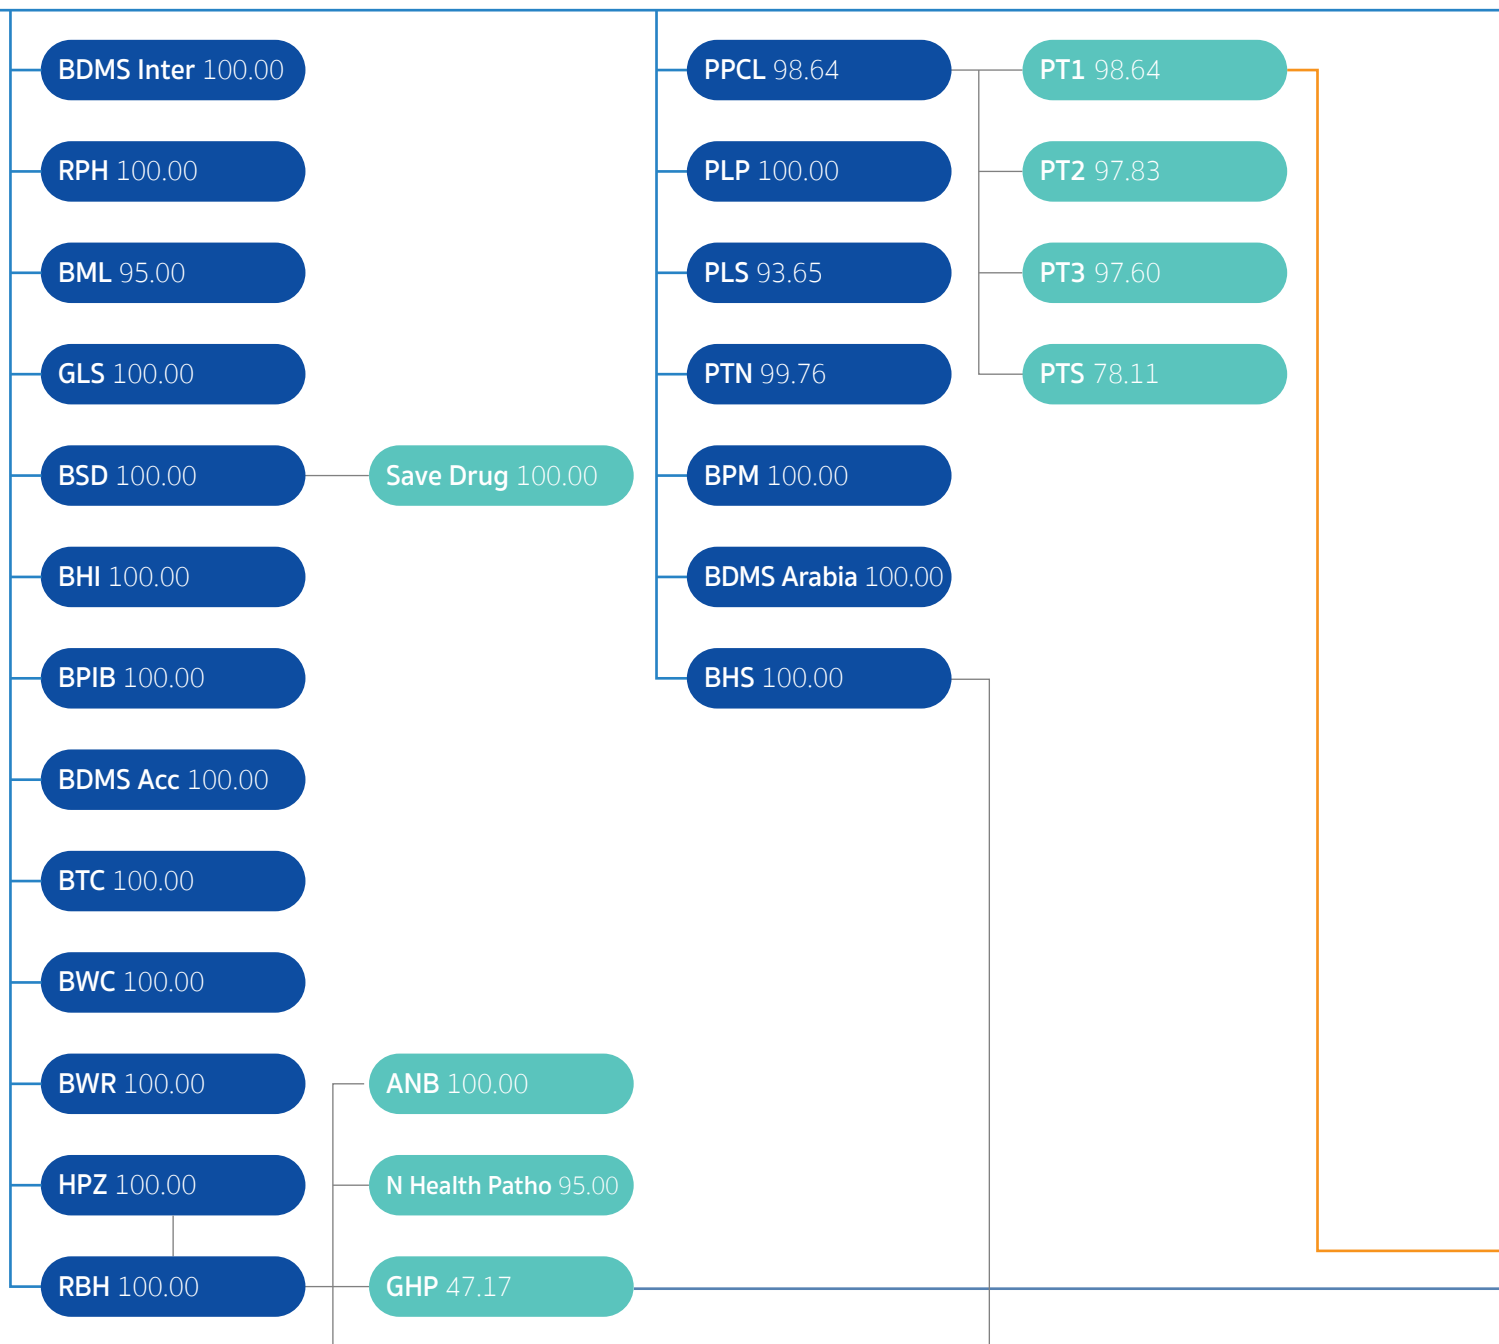 BDMS Inter 100.00
RPH 100.00
BML 95.00
GLS 100.00
BSD 100.00
Save Drug 100.00
BHI 100.00
BPIB 100.00
BDMS Acc 100.00
BTC 100.00
BWC 100.00
BWR 100.00
ANB 100.00
HPZ 100.00
N Health Patho 95.00
RBH 100.00
GHP 47.17
PPCL 98.64
PT1 98.64
PLP 100.00
PT2 97.83
PLS 93.65
PT3 97.60
PTN 99.76
PTS 78.11
BPM 100.00
BDMS Arabia 100.00
BHS 100.00